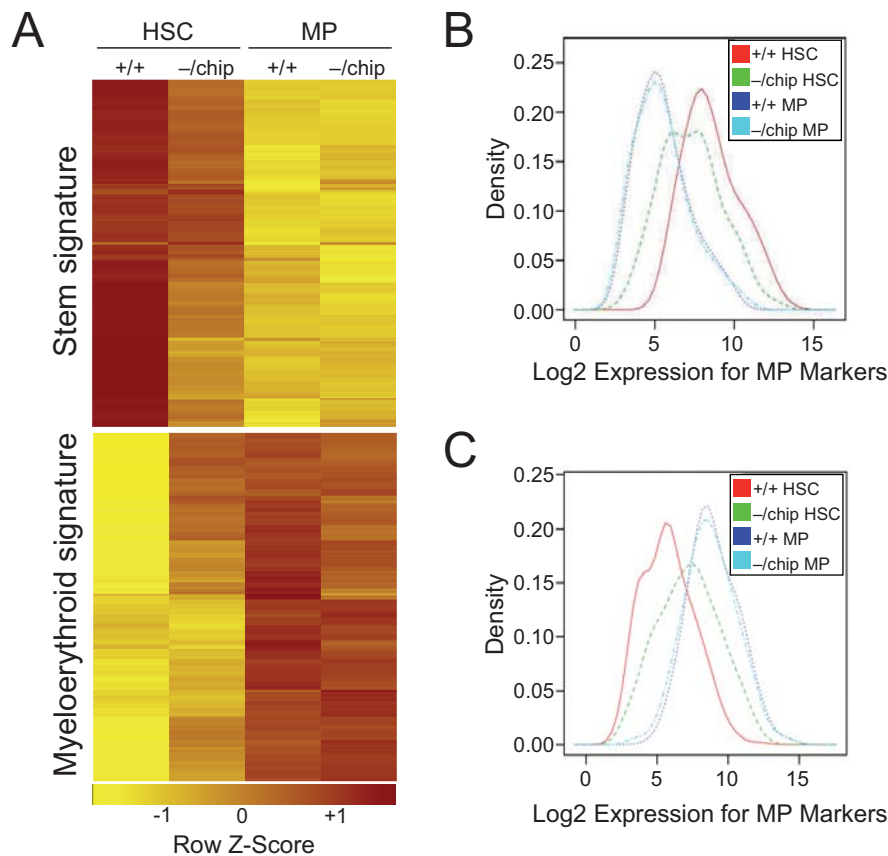 A
HSC MP
+/+ –/chip +/+ –/chip
Stem signature
Myeloerythroid signature
-1 0 +1
Row Z-Score
B
0.25
0.20
0.15
0.10
0.05
0.00
Density
+/+ HSC
–/chip HSC
+/+ MP
–/chip MP
0 5 10 15
Log2 Expression for MP Markers
C
0.25
0.20
0.15
0.10
0.05
0.00
Density
+/+ HSC
–/chip HSC
+/+ MP
–/chip MP
0 5 10 15
Log2 Expression for MP Markers